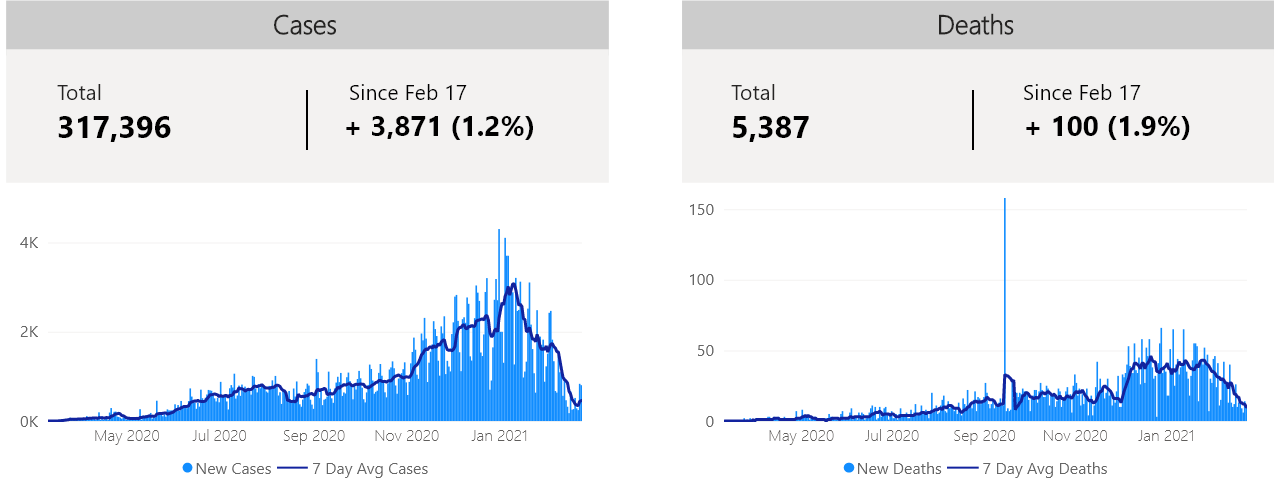 Cases
Total
Since Feb 17
317,396
+ 3,871 (1.2%)
4K
2K
0K
May 2020
Jul 2020
Sep 2020
Nov 2020
Jan 2021
New Cases
7 Day Avg Cases
Deaths
Total
Since Feb 17
5,387
+ 100 (1.9%)
150
100
50
0
May 2020
Jul 2020
Sep 2020
Nov 2020
Jan 2021
New Deaths
7 Day Avg Deaths